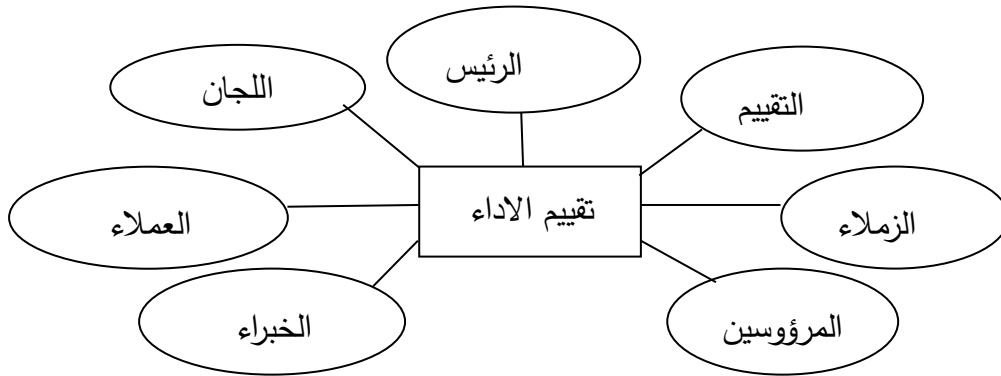 الرئيس
اللجان
التقييم
تقييم الاداء
العملاء
الزملاء
الخبراء
المرؤوسين